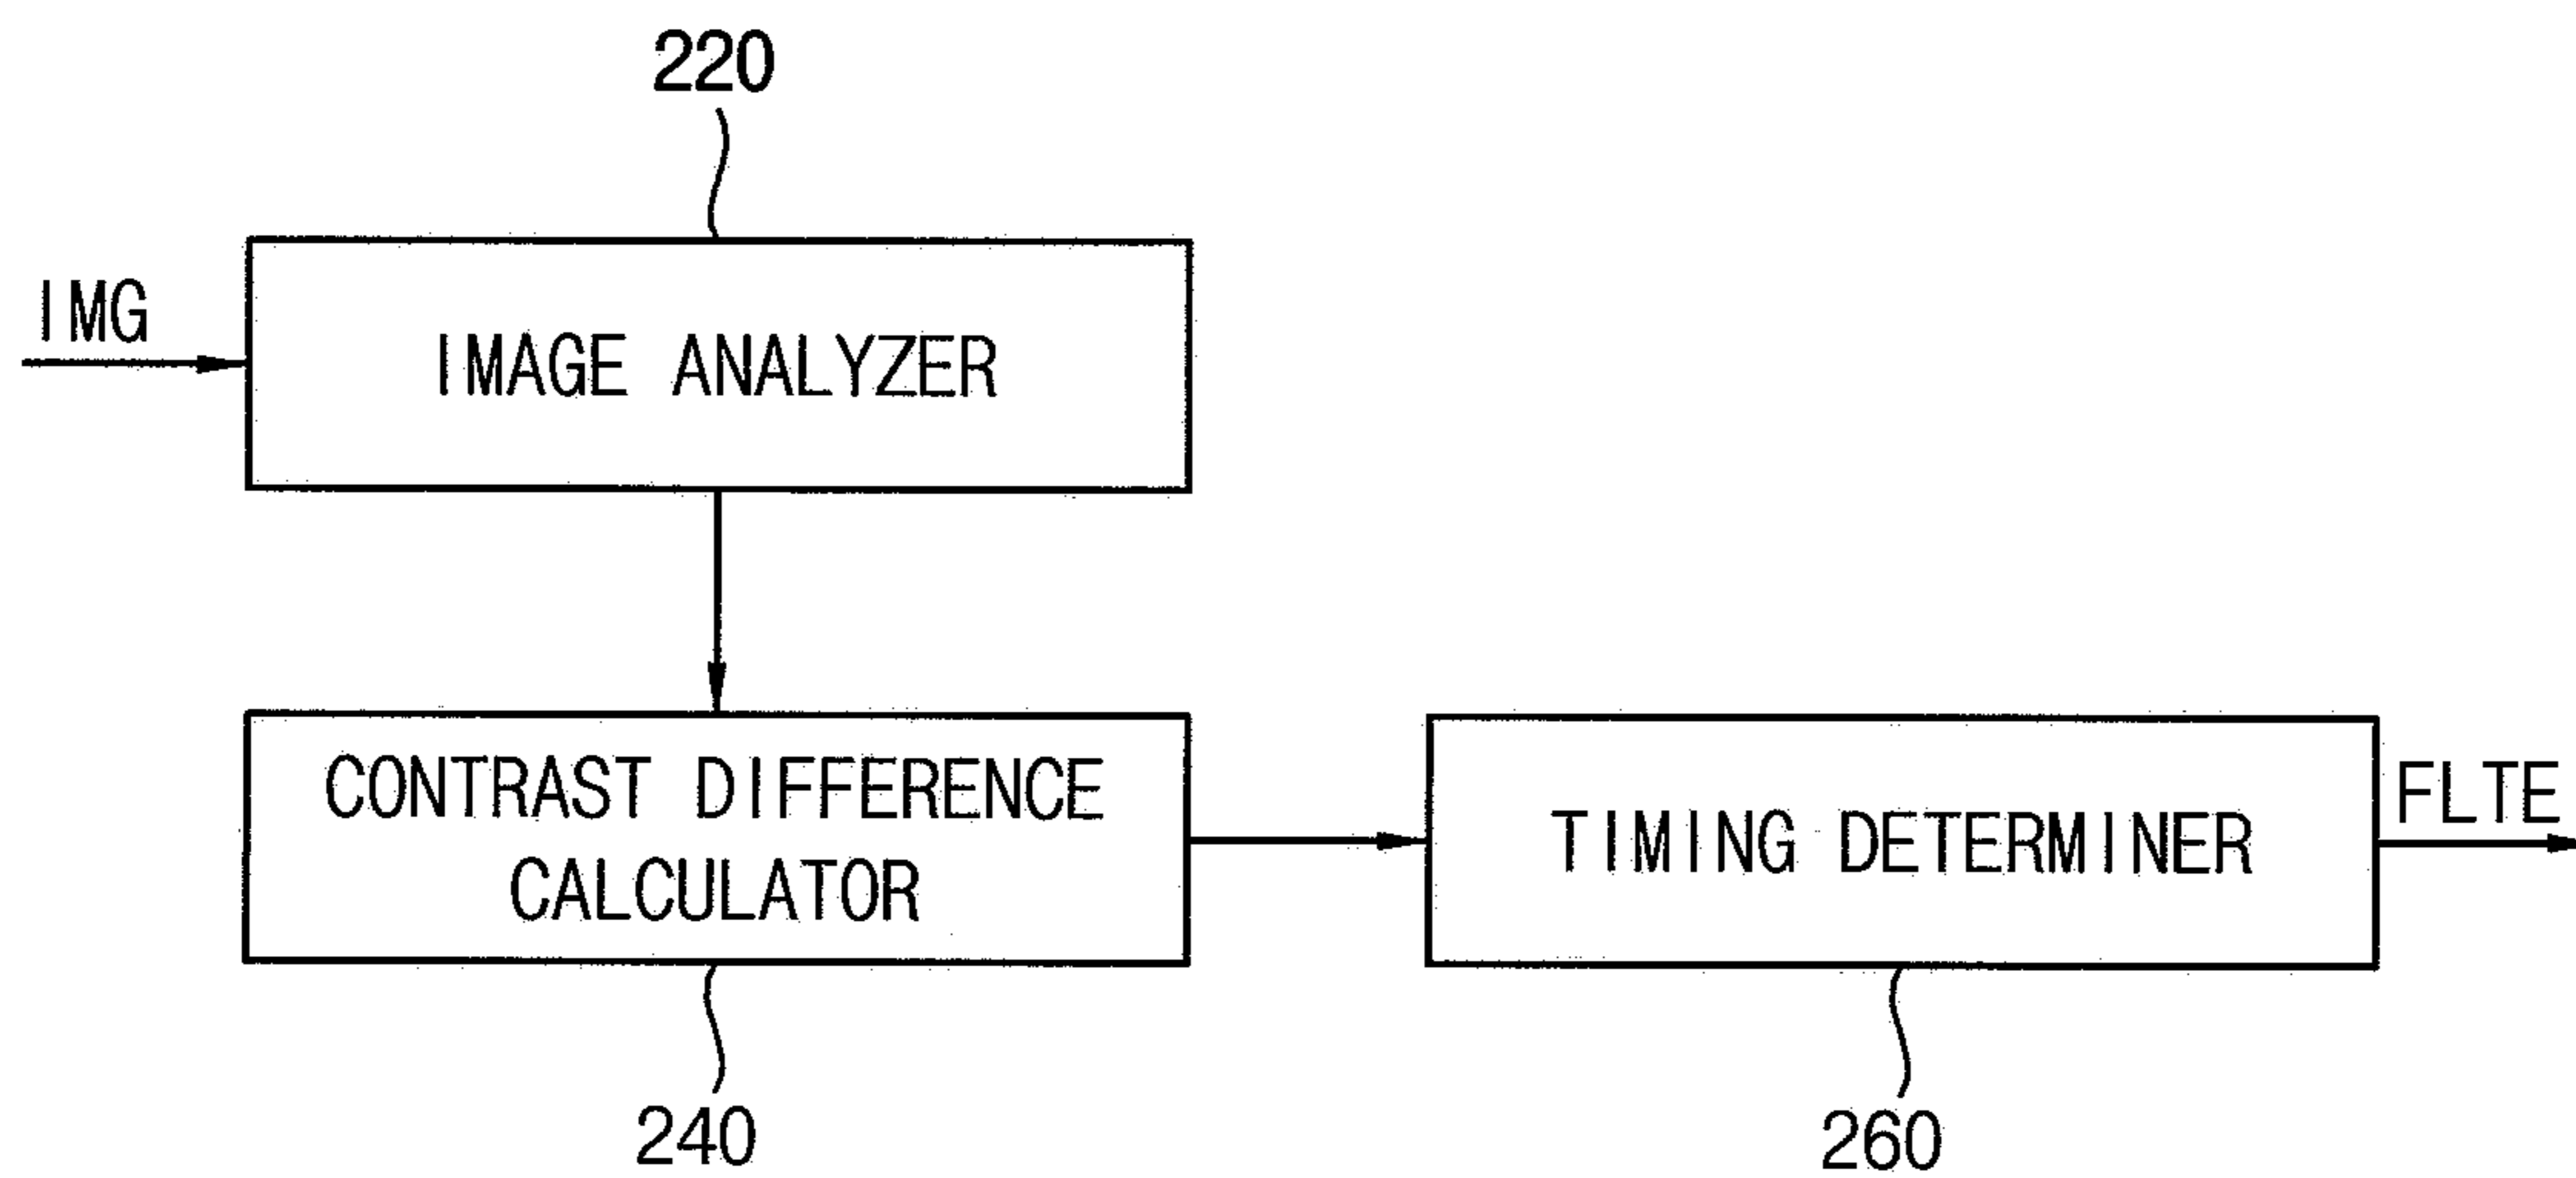 220
IMG
IMAGE ANALYZER
CONTRAST DIFFERENCE
CALCULATOR
TIMING DETERMINER
FLTE
240
260